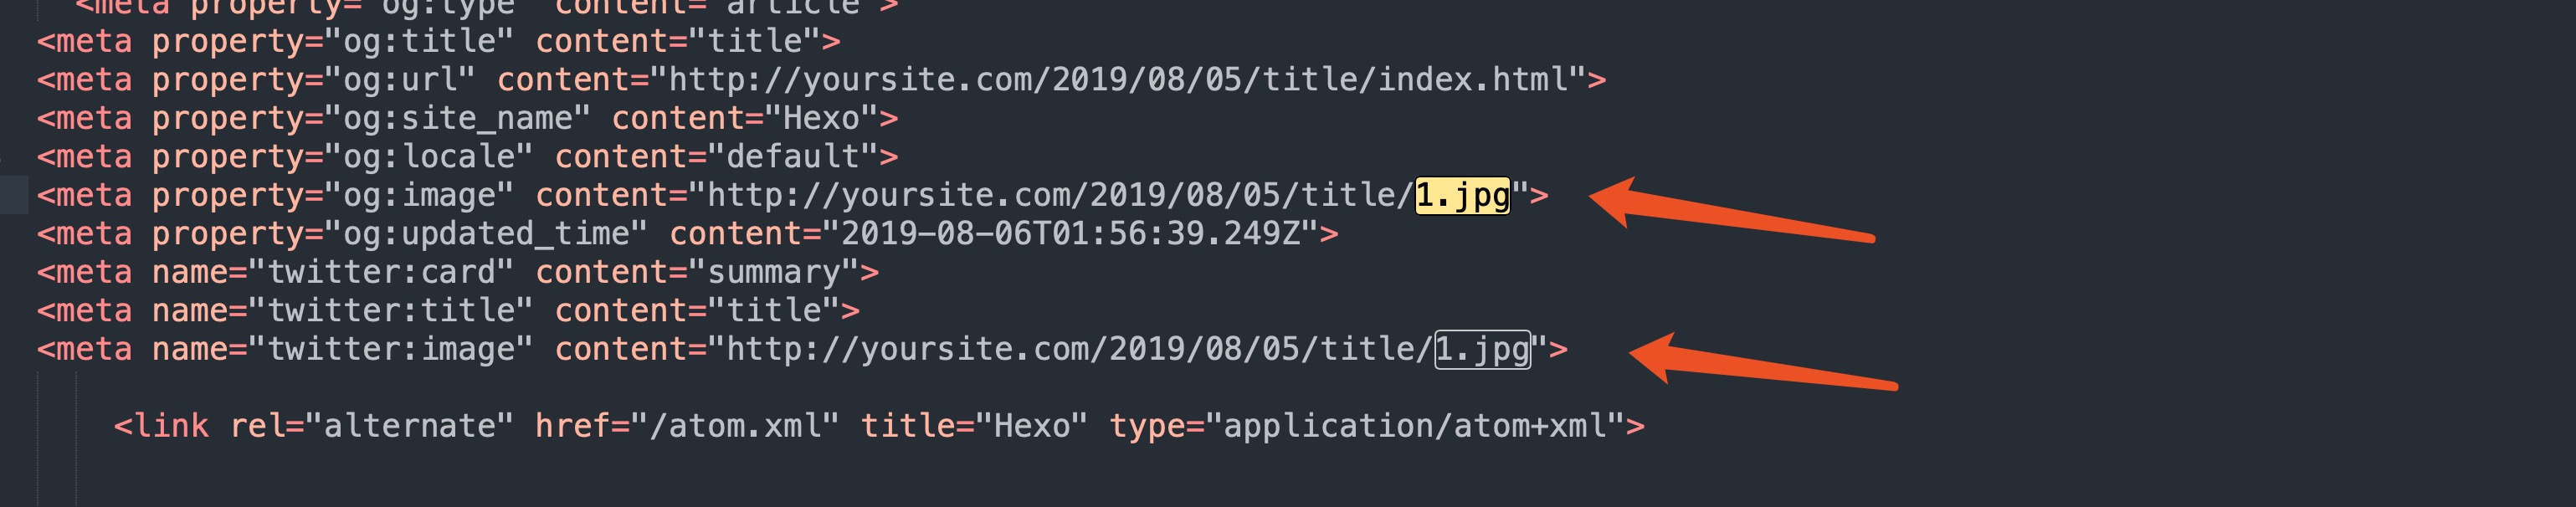 <meta property="og:type" content="article">
<meta property="og:title" content="title">
<meta property="og:url" content="http://yoursite.com/2019/08/05/title/index.html">
<meta property="og:site_name" content="Hexo">
<meta property="og:locale" content="default">
<meta property="og:image" content="http://yoursite.com/2019/08/05/title/1.jpg">
<meta property="og:updated_time" content="2019-08-06T01:56:39.249Z">
<meta name="twitter:card" content="summary">
<meta name="twitter:title" content="title">
<meta name="twitter:image" content="http://yoursite.com/2019/08/05/title/1.jpg">
<link rel="alternate" href="/atom.xml" title="Hexo" type="application/atom+xml">